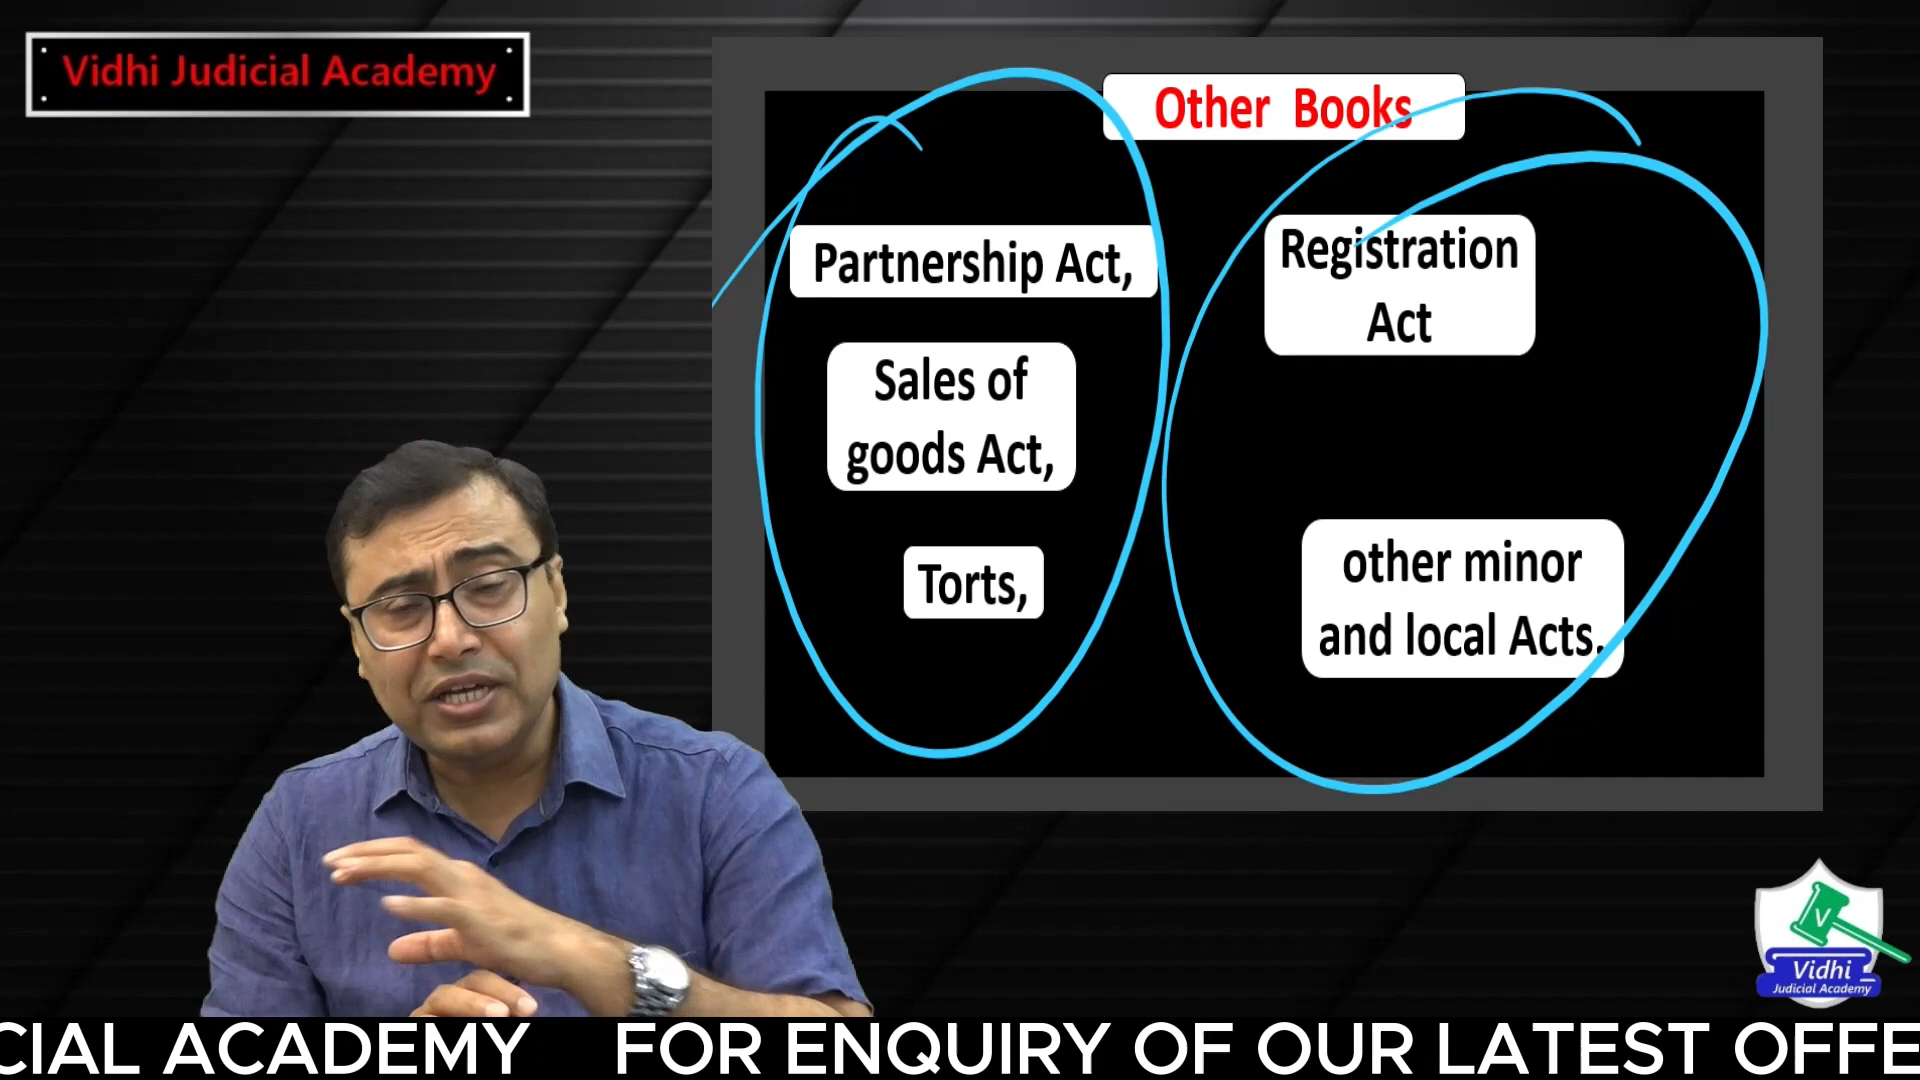 Vidhi Judicial Academy
Other Books
Partnership Act,
Sales of
goods Act,
Torts,
Registration
Act
other minor
and local Acts.
V
Vidhi
Judicial Academy
CIAL ACADEMY FOR ENQUIRY OF OUR LATEST OFFE